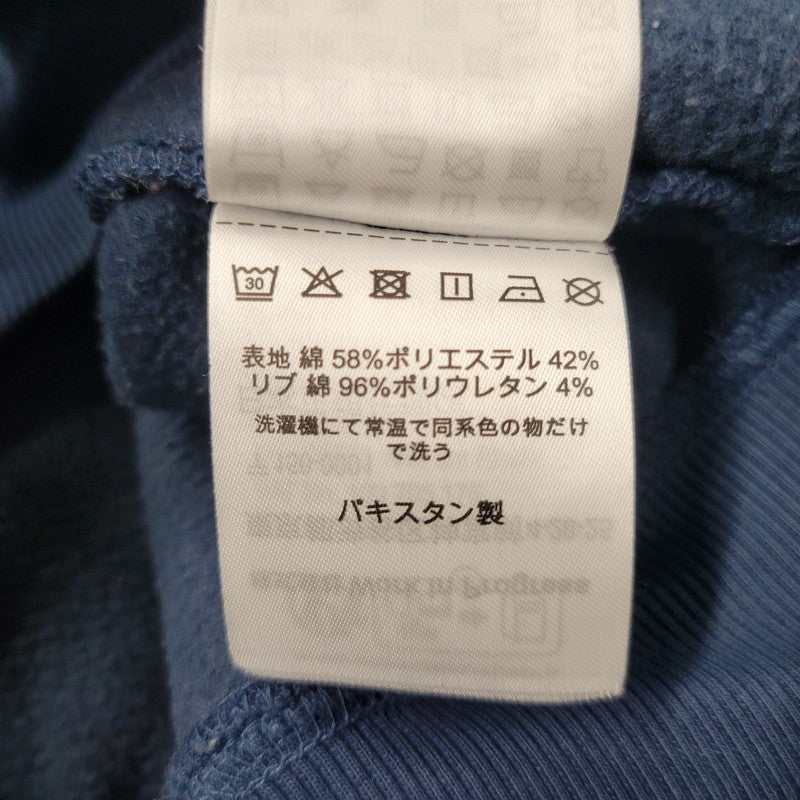 30
表地 綿 58%ポリエステル 42%
リブ 綿 96%ポリウレタン 4%
洗濯機にて常温で同系色の物だけ
で洗う
パキスタン製